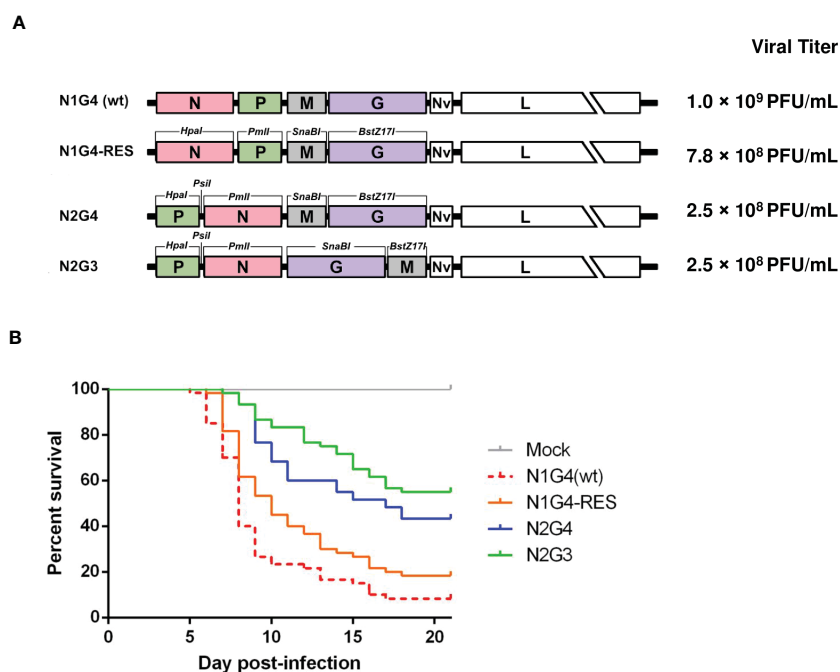 A
Viral Titer
N1G4 (wt) N P M G Nv L 1.0 × 10⁹ PFU/mL
HpaI PmlI SnaBI BstZ17I
N1G4-RES N P M G Nv L 7.8 × 10⁸ PFU/mL
PsiI
HpaI PmlI SnaBI BstZ17I
N2G4 P N M G Nv L 2.5 × 10⁸ PFU/mL
PsiI
HpaI PmlI SnaBI BstZ17I
N2G3 P N G M Nv L 2.5 × 10⁸ PFU/mL
B
100
80
60
40
20
0
Percent survival
0 5 10 15 20
Day post-infection
Mock
N1G4(wt)
N1G4-RES
N2G4
N2G3